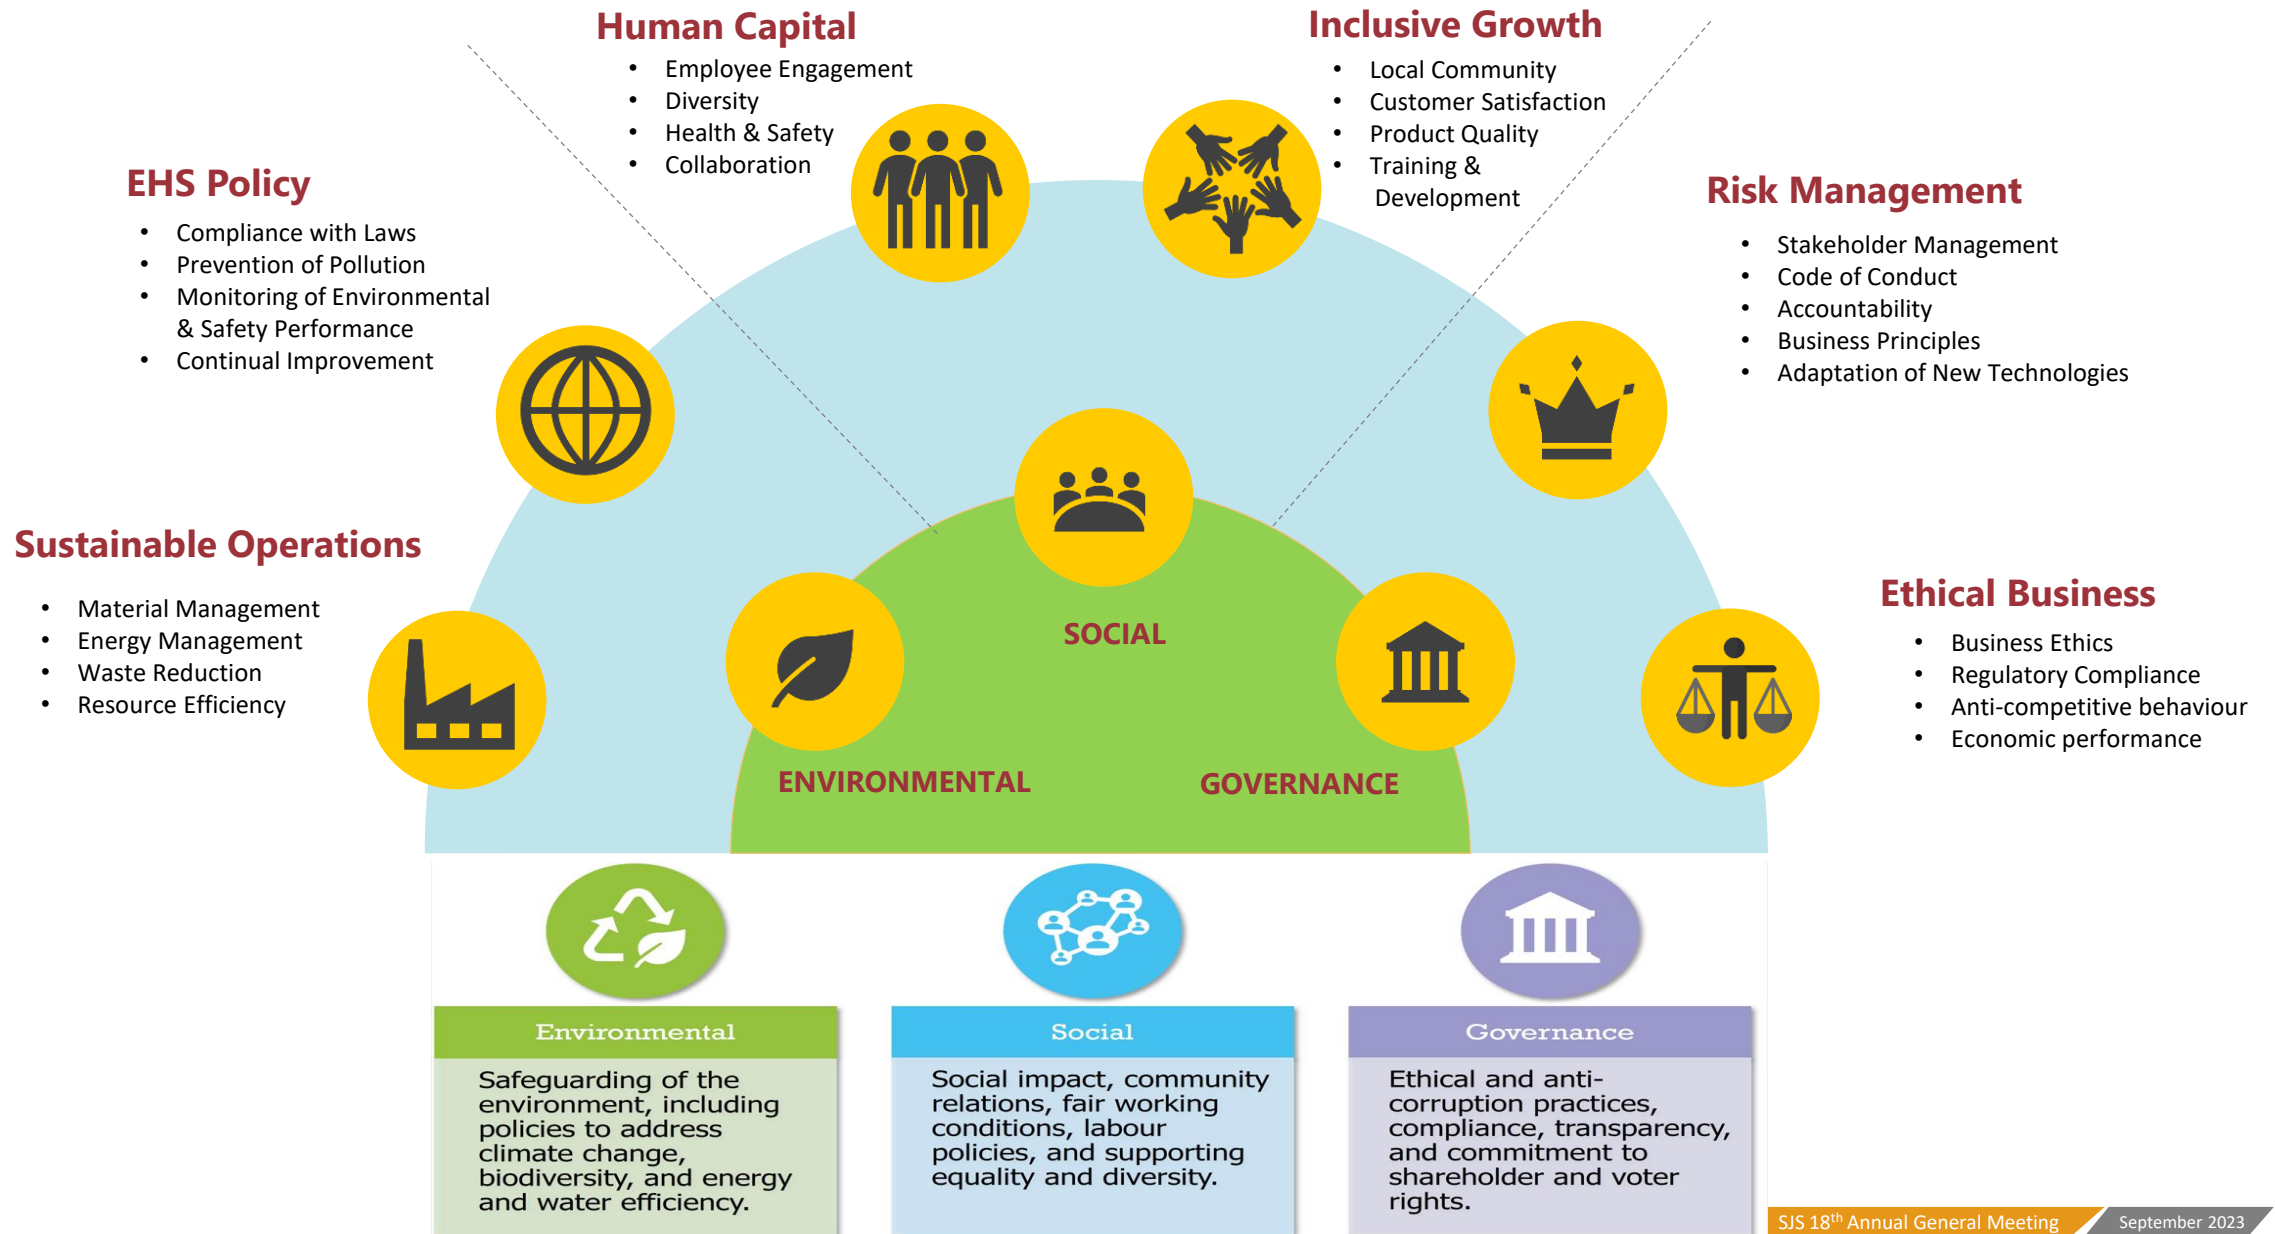 Human Capital
• Employee Engagement
• Diversity
• Health & Safety
• Collaboration
Inclusive Growth
• Local Community
• Customer Satisfaction
• Product Quality
• Training &
Development
EHS Policy
• Compliance with Laws
• Prevention of Pollution
• Monitoring of Environmental
& Safety Performance
• Continual Improvement
Risk Management
• Stakeholder Management
• Code of Conduct
• Accountability
• Business Principles
• Adaptation of New Technologies
Sustainable Operations
• Material Management
• Energy Management
• Waste Reduction
• Resource Efficiency
Ethical Business
• Business Ethics
• Regulatory Compliance
• Anti-competitive behaviour
• Economic performance
SOCIAL
ENVIRONMENTAL
GOVERNANCE
Environmental
Safeguarding of the
environment, including
policies to address
climate change,
biodiversity, and energy
and water efficiency.
Social
Social impact, community
relations, fair working
conditions, labour
policies, and supporting
equality and diversity.
Governance
Ethical and anti-
corruption practices,
compliance, transparency,
and commitment to
shareholder and voter
rights.
SJS 18th Annual General Meeting
September 2023